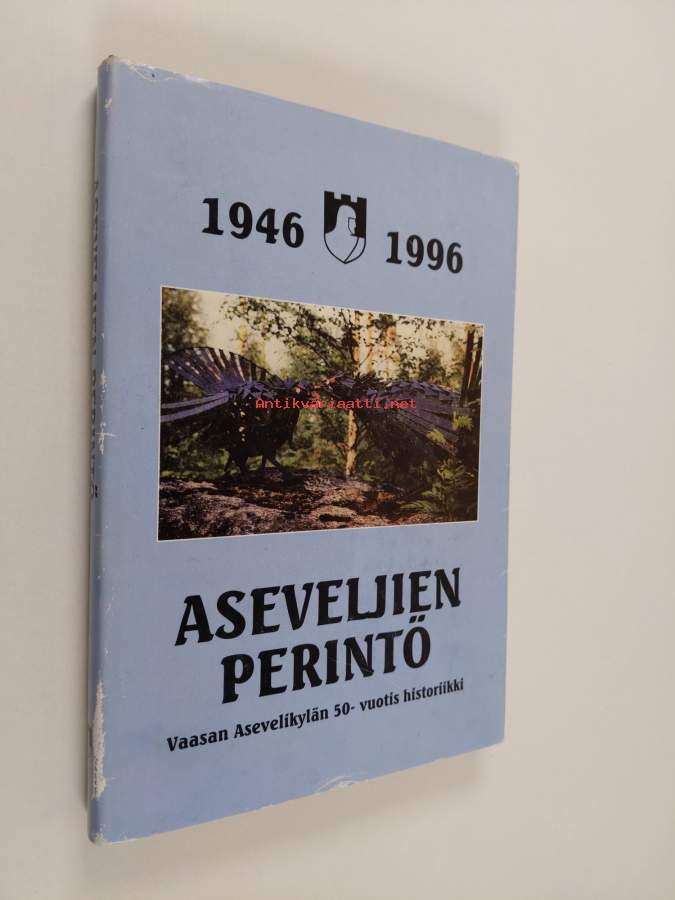 1946 1996
Antikvariaatti.net
ASEVELJIEN
PERINTÖ
Vaasan Asevelikylän 50- vuotis historiikki